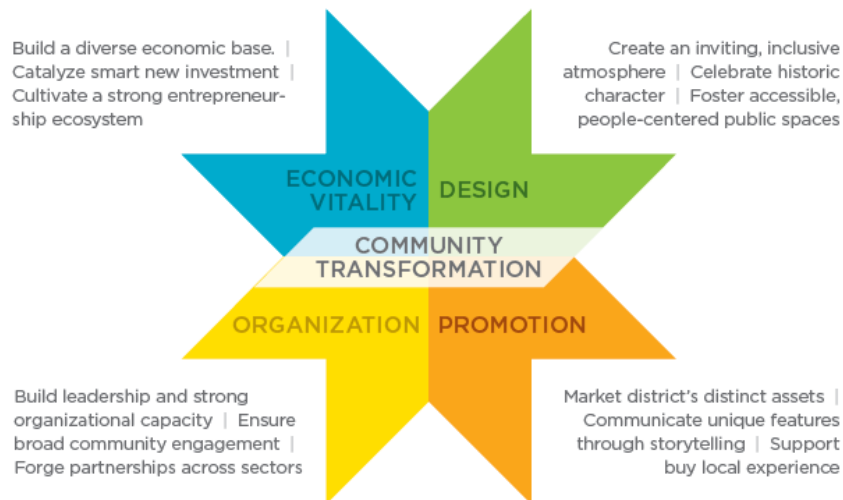 Build a diverse economic base. |
Catalyze smart new investment |
Cultivate a strong entrepreneur-
ship ecosystem
Create an inviting, inclusive
atmosphere | Celebrate historic
character | Foster accessible,
people-centered public spaces
ECONOMIC
VITALITY
DESIGN
COMMUNITY
TRANSFORMATION
ORGANIZATION
PROMOTION
Build leadership and strong
organizational capacity | Ensure
broad community engagement |
Forge partnerships across sectors
Market district's distinct assets |
Communicate unique features
through storytelling | Support
buy local experience